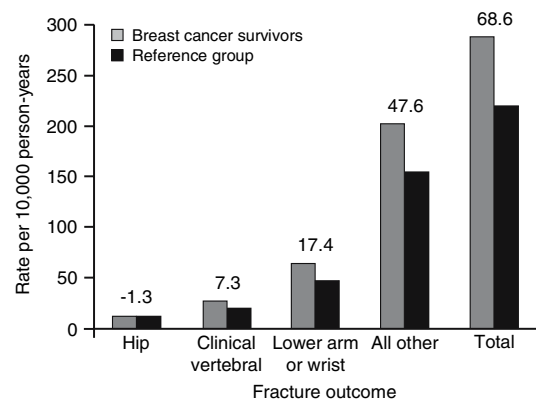 300
250
200
150
100
50
0
Rate per 10,000 person-years
Breast cancer survivors
Reference group
-1.3
7.3
17.4
47.6
68.6
Hip
Clinical
vertebral
Lower arm
or wrist
All other
Total
Fracture outcome